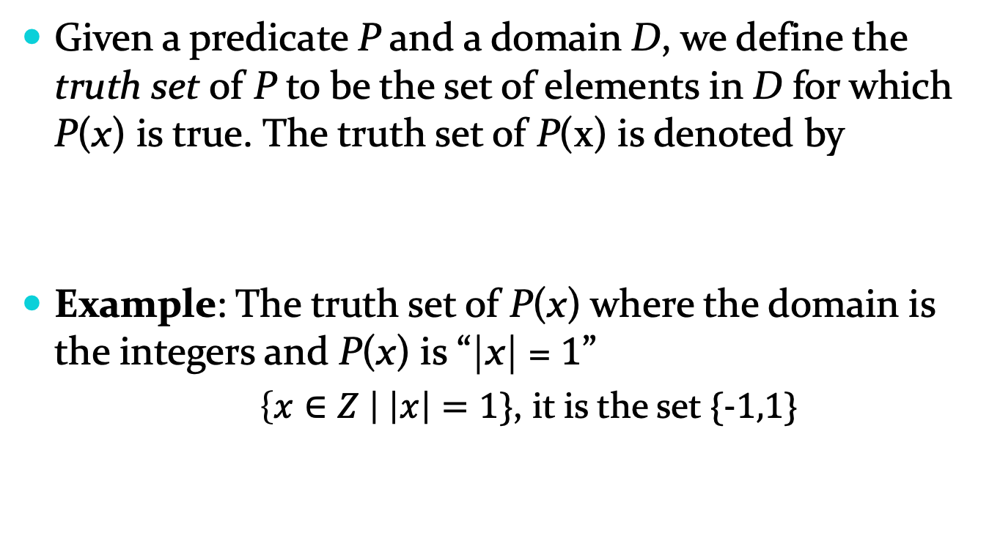 • Given a predicate P and a domain D, we define the
truth set of P to be the set of elements in D for which
P(x) is true. The truth set of P(x) is denoted by
• Example: The truth set of P(x) where the domain is
the integers and P(x) is “|x| = 1”
{x ∈ Z | |x| = 1}, it is the set {-1,1}